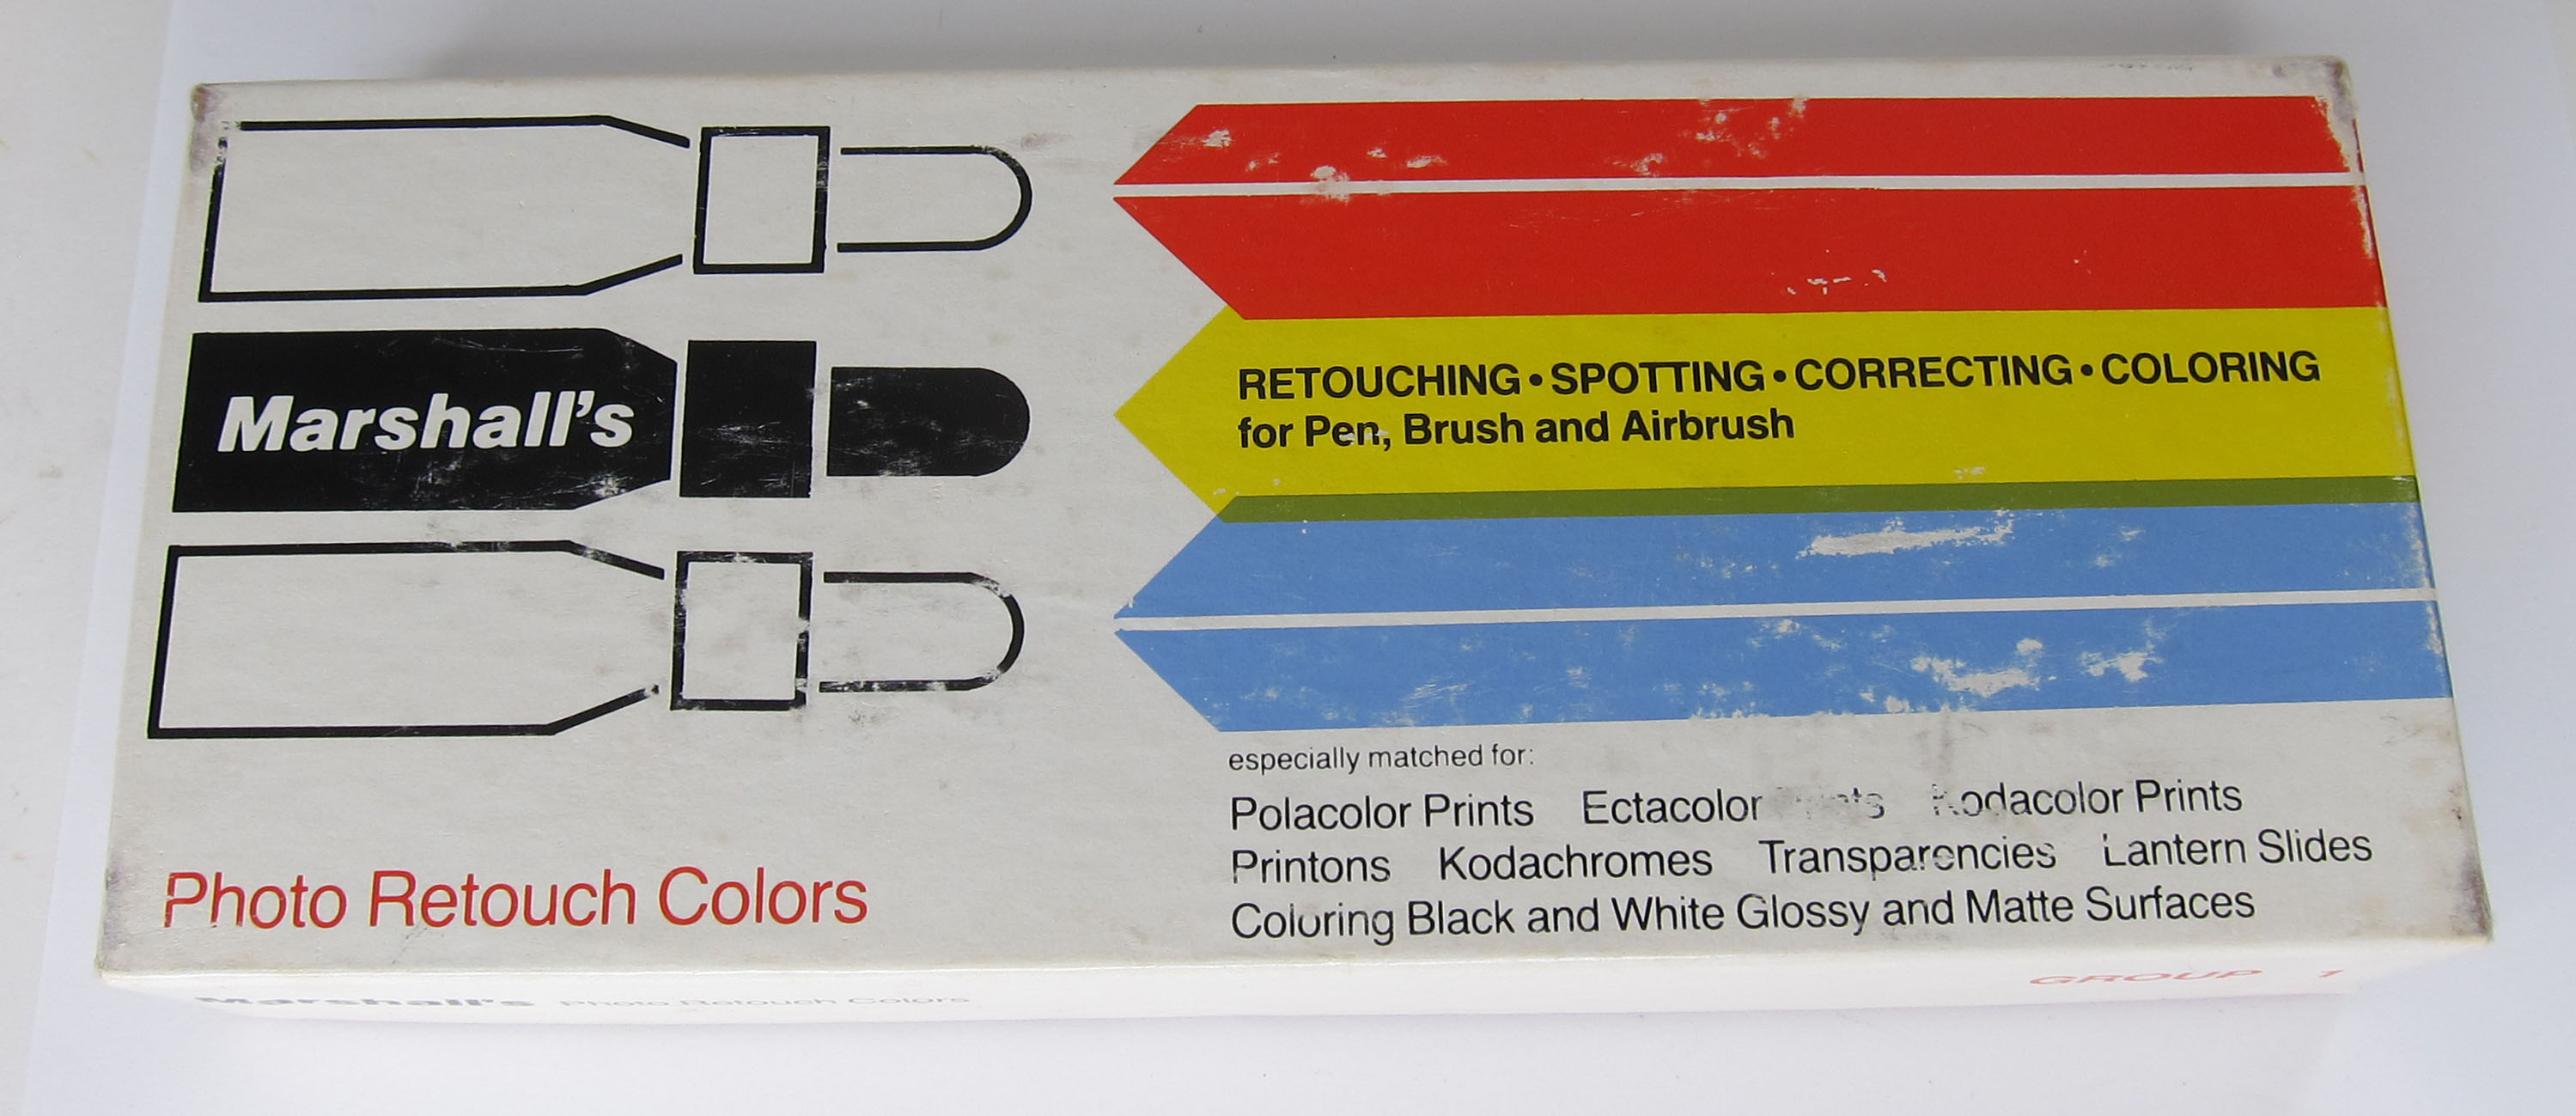 Marshall's
RETOUCHING • SPOTTING • CORRECTING • COLORING
for Pen, Brush and Airbrush
especially matched for:
Polacolor Prints Ectacolor Kodacolor Prints
Printons Kodachromes Transparencies Lantern Slides
Coloring Black and White Glossy and Matte Surfaces
Photo Retouch Colors
Marshall's Photo Retouch Colors
GROUP 1